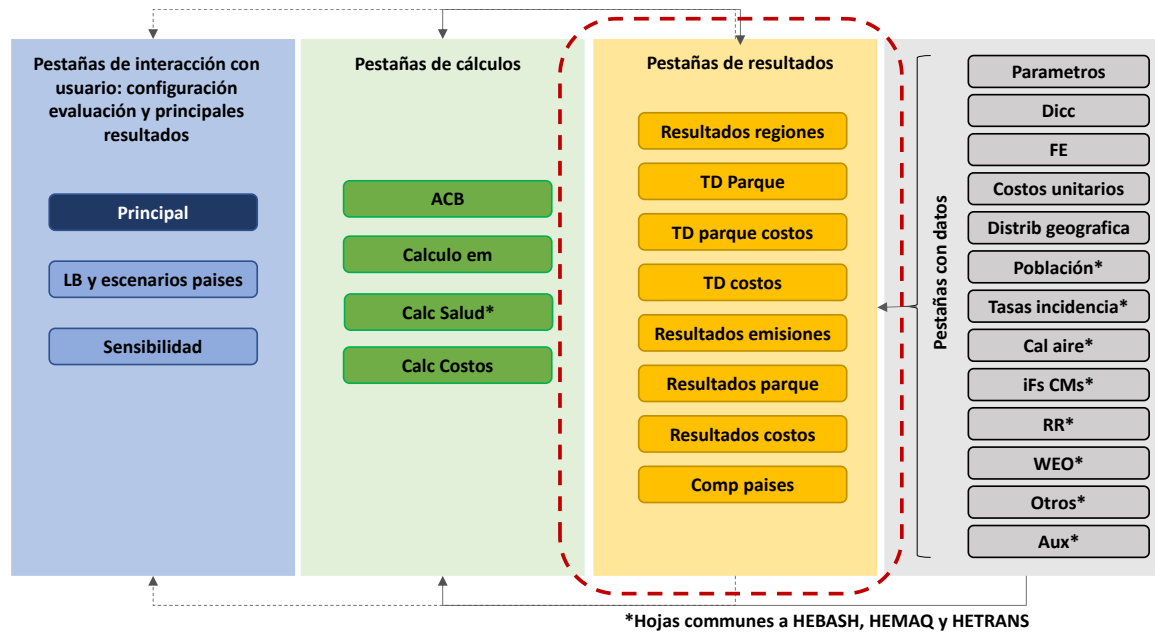 Pestañas de interacción con
usuario: configuración
evaluación y principales
resultados
Principal
LB y escenarios paises
Sensibilidad
Pestañas de cálculos
ACB
Calculo em
Calc Salud*
Calc Costos
Pestañas de resultados
Resultados regiones
TD Parque
TD parque costos
TD costos
Resultados emisiones
Resultados parque
Resultados costos
Comp paises
Pestañas con datos
Parametros
Dicc
FE
Costos unitarios
Distrib geografica
Población*
Tasas incidencia*
Cal aire*
iFs CMs*
RR*
WEO*
Otros*
Aux*
*Hojas communes a HEBASH, HEMAQ y HETRANS